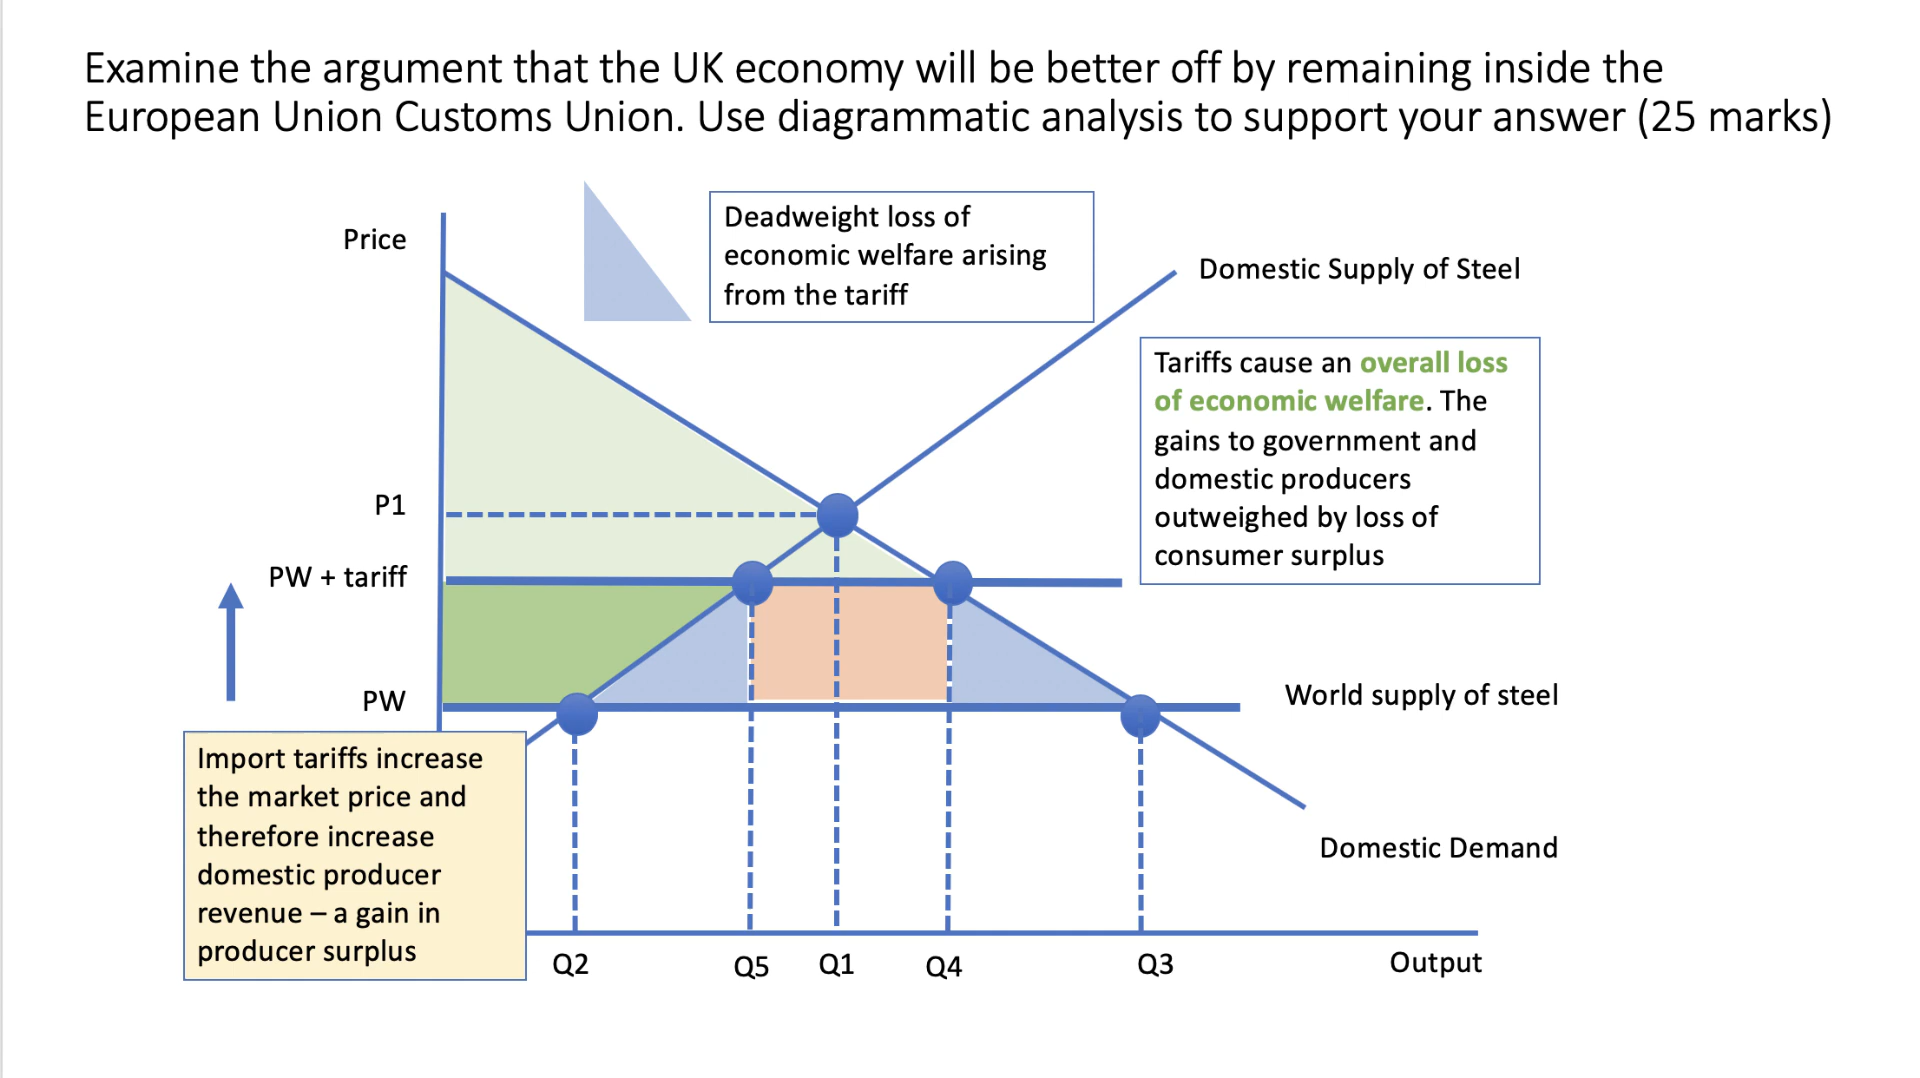 Examine the argument that the UK economy will be better off by remaining inside the
European Union Customs Union. Use diagrammatic analysis to support your answer (25 marks)
Deadweight loss of
economic welfare arising
from the tariff
Price
Domestic Supply of Steel
Tariffs cause an overall loss
of economic welfare. The
gains to government and
domestic producers
outweighed by loss of
consumer surplus
P1
PW + tariff
PW
World supply of steel
Import tariffs increase
the market price and
therefore increase
domestic producer
revenue – a gain in
producer surplus
Domestic Demand
Q2
Q5
Q1
Q4
Q3
Output